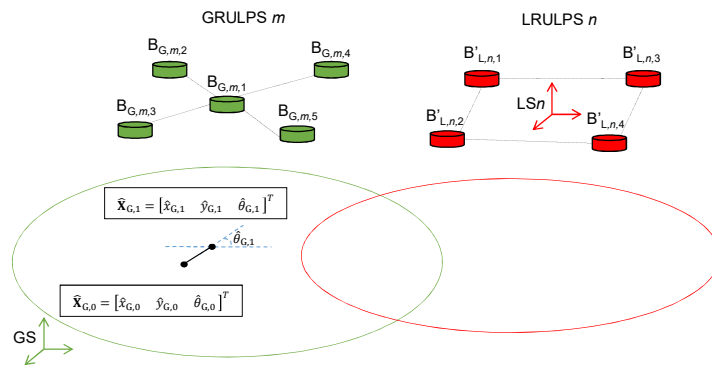 GRULPS m
LRULPS n
B_G,m,2
B_G,m,4
B_G,m,1
B_G,m,3
B_G,m,5
B'_L,n,1
B'_L,n,3
LSn
B'_L,n,2
B'_L,n,4
X̂_G,1 = [x̂_G,1 ŷ_G,1 θ̂_G,1]^T
θ̂_G,1
X̂_G,0 = [x̂_G,0 ŷ_G,0 θ̂_G,0]^T
GS